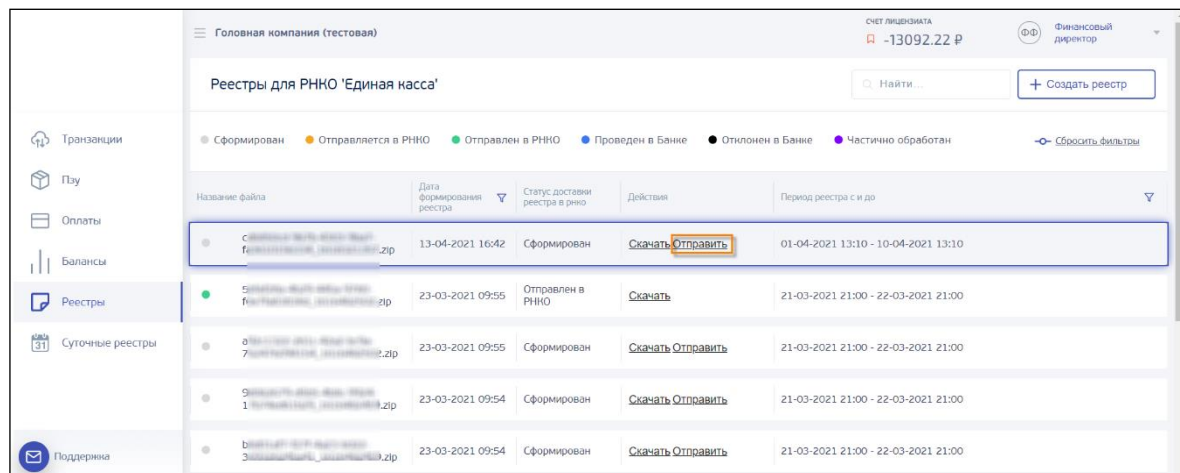 Головная компания (тестовая)
СЧЕТ ЛИЦЕНЗИАТА
-13092.22 ₽
ФФ
Финансовый
директор
Реестры для РНКО 'Единая касса'
Найти...
+ Создать реестр
Транзакции
Пэу
Оплаты
Балансы
Реестры
31 Суточные реестры
Поддержка
Сформирован Отправляется в РНКО Отправлен в РНКО Проведен в Банке Отклонен в Банке Частично обработан Сбросить фильтры
Название файла
Дата
формирования
реестра
Статус доставки
реестра в рнко
Действия
Период реестра с и до
.zip
13-04-2021 16:42 Сформирован Скачать Отправить 01-04-2021 13:10 - 10-04-2021 13:10
.zip
23-03-2021 09:55
Отправлен в
РНКО
Скачать
21-03-2021 21:00 - 22-03-2021 21:00
.zip
23-03-2021 09:55 Сформирован Скачать Отправить 21-03-2021 21:00 - 22-03-2021 21:00
.zip
23-03-2021 09:54 Сформирован Скачать Отправить 21-03-2021 21:00 - 22-03-2021 21:00
.zip
23-03-2021 09:54 Сформирован Скачать Отправить 21-03-2021 21:00 - 22-03-2021 21:00